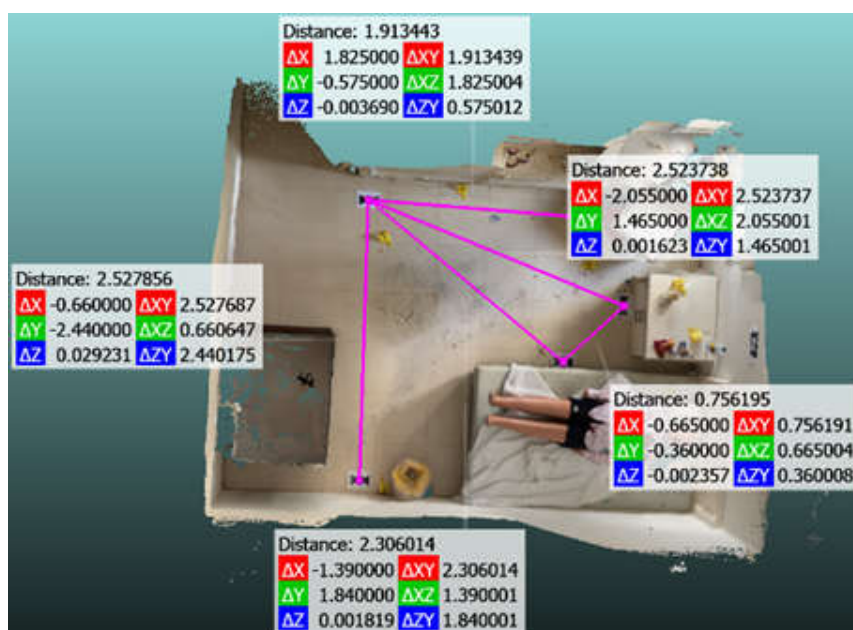 Distance: 1.913443
ΔX 1.825000 ΔXY 1.913439
ΔY -0.575000 ΔXZ 1.825004
ΔZ -0.003690 ΔZY 0.575012
Distance: 2.523738
ΔX -2.055000 ΔXY 2.523737
ΔY 1.465000 ΔXZ 2.055001
ΔZ 0.001623 ΔZY 1.465001
Distance: 2.527856
ΔX -0.660000 ΔXY 2.527687
ΔY -2.440000 ΔXZ 0.660647
ΔZ 0.029231 ΔZY 2.440175
Distance: 0.756195
ΔX -0.665000 ΔXY 0.756191
ΔY -0.360000 ΔXZ 0.665004
ΔZ -0.002357 ΔZY 0.360008
Distance: 2.306014
ΔX -1.390000 ΔXY 2.306014
ΔY 1.840000 ΔXZ 1.390001
ΔZ 0.001819 ΔZY 1.840001